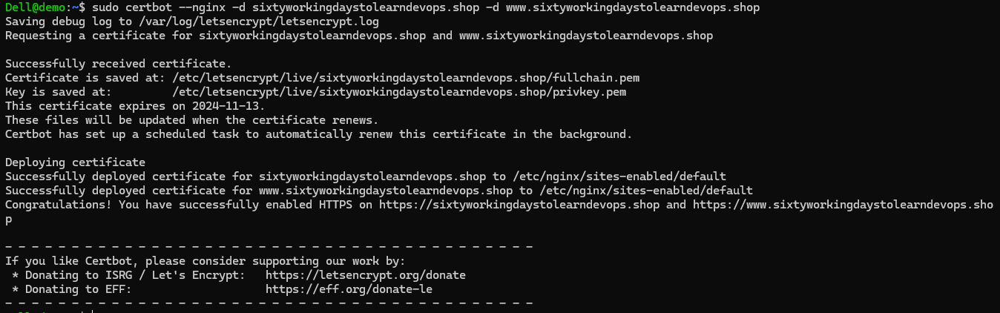 Dell@demo:~$ sudo certbot --nginx -d sixtyworkingdaystolearndevops.shop -d www.sixtyworkingdaystolearndevops.shop
Saving debug log to /var/log/letsencrypt/letsencrypt.log
Requesting a certificate for sixtyworkingdaystolearndevops.shop and www.sixtyworkingdaystolearndevops.shop

Successfully received certificate.
Certificate is saved at: /etc/letsencrypt/live/sixtyworkingdaystolearndevops.shop/fullchain.pem
Key is saved at:         /etc/letsencrypt/live/sixtyworkingdaystolearndevops.shop/privkey.pem
This certificate expires on 2024-11-13.
These files will be updated when the certificate renews.
Certbot has set up a scheduled task to automatically renew this certificate in the background.

Deploying certificate
Successfully deployed certificate for sixtyworkingdaystolearndevops.shop to /etc/nginx/sites-enabled/default
Successfully deployed certificate for www.sixtyworkingdaystolearndevops.shop to /etc/nginx/sites-enabled/default
Congratulations! You have successfully enabled HTTPS on https://sixtyworkingdaystolearndevops.shop and https://www.sixtyworkingdaystolearndevops.sho
p

- - - - - - - - - - - - - - - - - - - - - - - - - - - - - - - - - - - - - - - -
If you like Certbot, please consider supporting our work by:
 * Donating to ISRG / Let's Encrypt:   https://letsencrypt.org/donate
 * Donating to EFF:                    https://eff.org/donate-le
- - - - - - - - - - - - - - - - - - - - - - - - - - - - - - - - - - - - - - - -